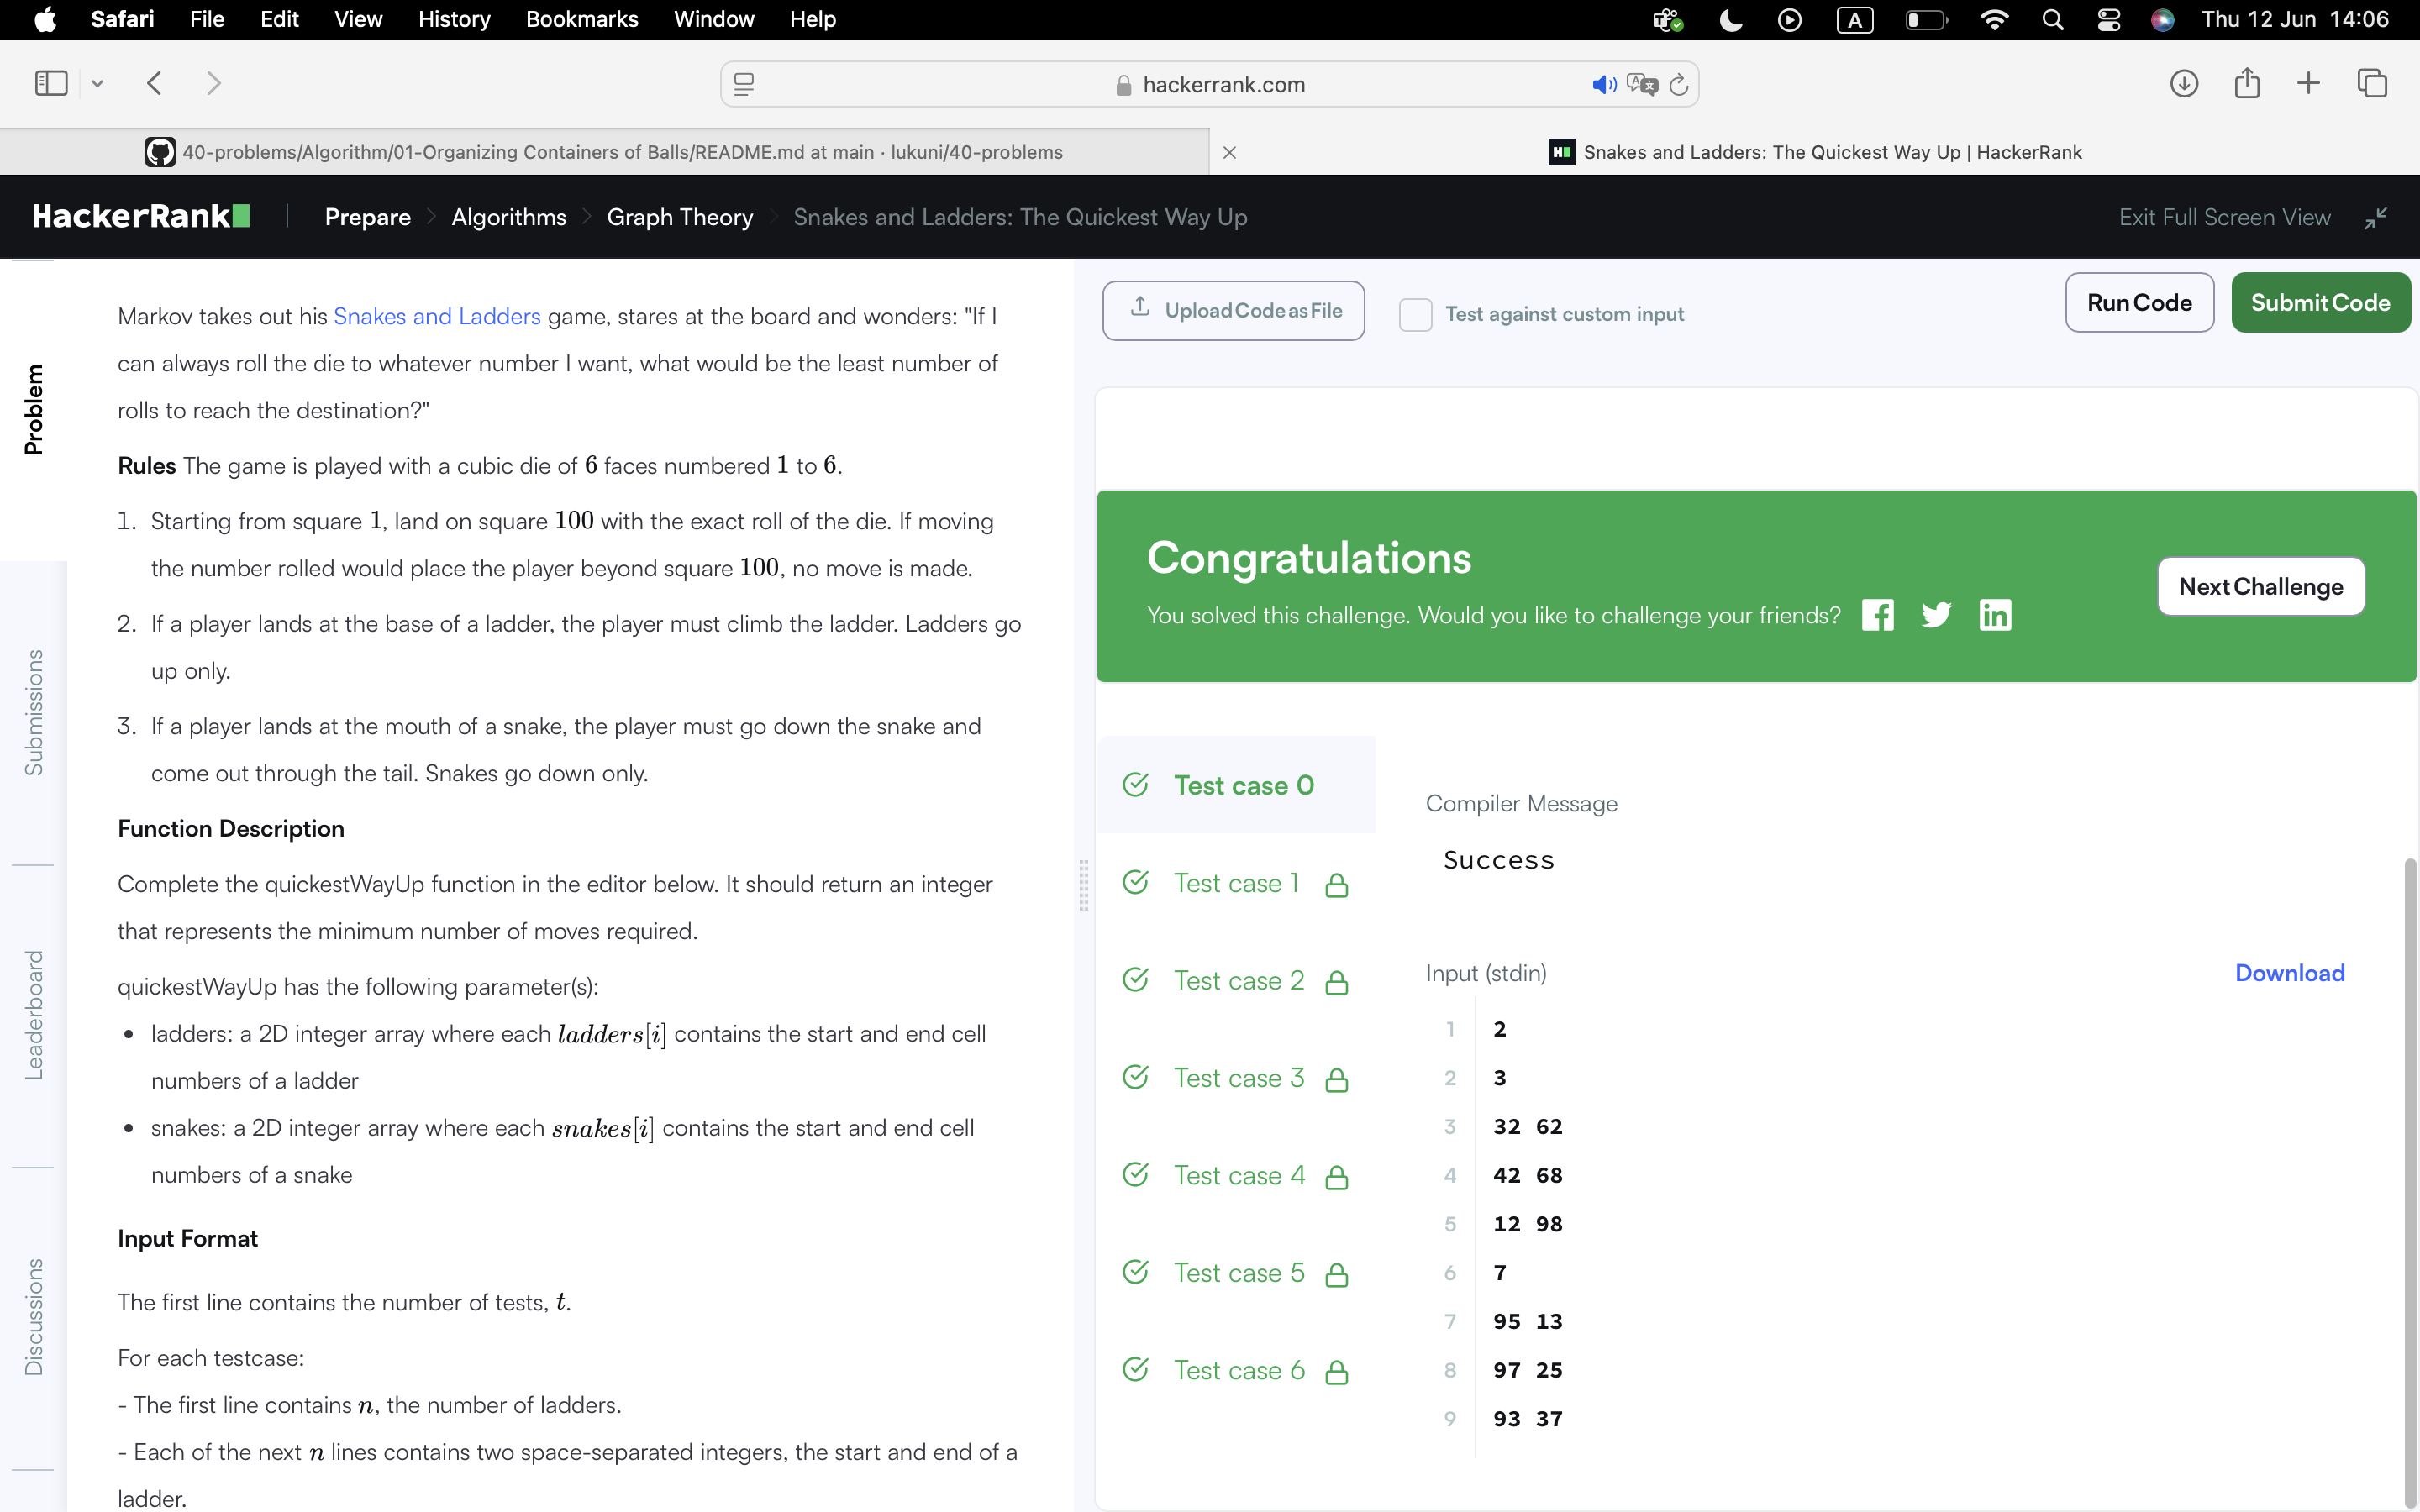 Safari File Edit View History Bookmarks Window Help A Thu 12 Jun 14:06
hackerrank.com
40-problems/Algorithm/01-Organizing Containers of Balls/README.md at main · lukuni/40-problems
Snakes and Ladders: The Quickest Way Up | HackerRank
HackerRank Prepare Algorithms Graph Theory Snakes and Ladders: The Quickest Way Up Exit Full Screen View
Problem
Submissions
Leaderboard
Discussions
Markov takes out his Snakes and Ladders game, stares at the board and wonders: "If I
can always roll the die to whatever number I want, what would be the least number of
rolls to reach the destination?"
Rules The game is played with a cubic die of 6 faces numbered 1 to 6.
1. Starting from square 1, land on square 100 with the exact roll of the die. If moving
the number rolled would place the player beyond square 100, no move is made.
2. If a player lands at the base of a ladder, the player must climb the ladder. Ladders go
up only.
3. If a player lands at the mouth of a snake, the player must go down the snake and
come out through the tail. Snakes go down only.
Function Description
Complete the quickestWayUp function in the editor below. It should return an integer
that represents the minimum number of moves required.
quickestWayUp has the following parameter(s):
• ladders: a 2D integer array where each ladders[i] contains the start and end cell
numbers of a ladder
• snakes: a 2D integer array where each snakes[i] contains the start and end cell
numbers of a snake
Input Format
The first line contains the number of tests, t.
For each testcase:
- The first line contains n, the number of ladders.
- Each of the next n lines contains two space-separated integers, the start and end of a
ladder.
Upload Code as File
Test against custom input
Run Code
Submit Code
Congratulations
You solved this challenge. Would you like to challenge your friends?
Next Challenge
Test case 0
Test case 1
Test case 2
Test case 3
Test case 4
Test case 5
Test case 6
Compiler Message
Success
Input (stdin)
Download
1 2
2 3
3 32 62
4 42 68
5 12 98
6 7
7 95 13
8 97 25
9 93 37